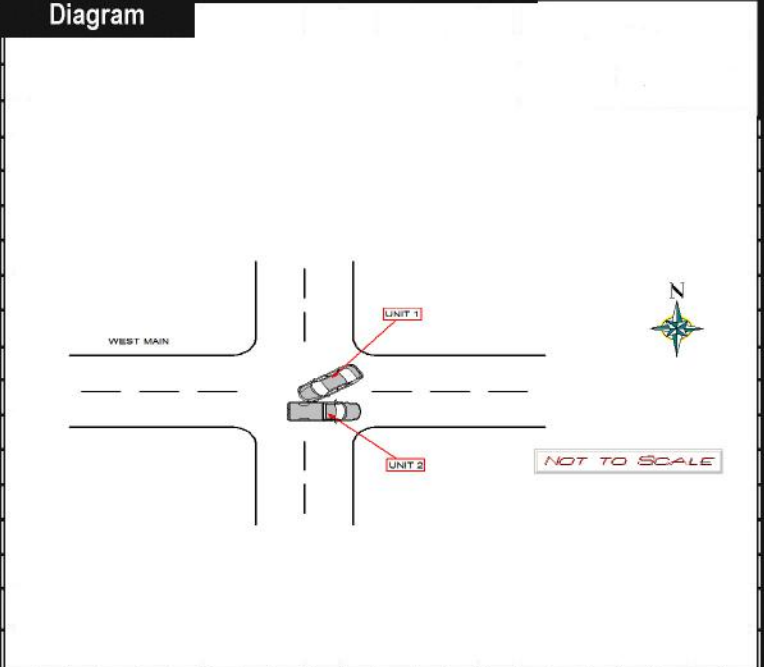 Diagram
N
UNIT 1
WEST MAIN
UNIT 2
NOT TO SCALE